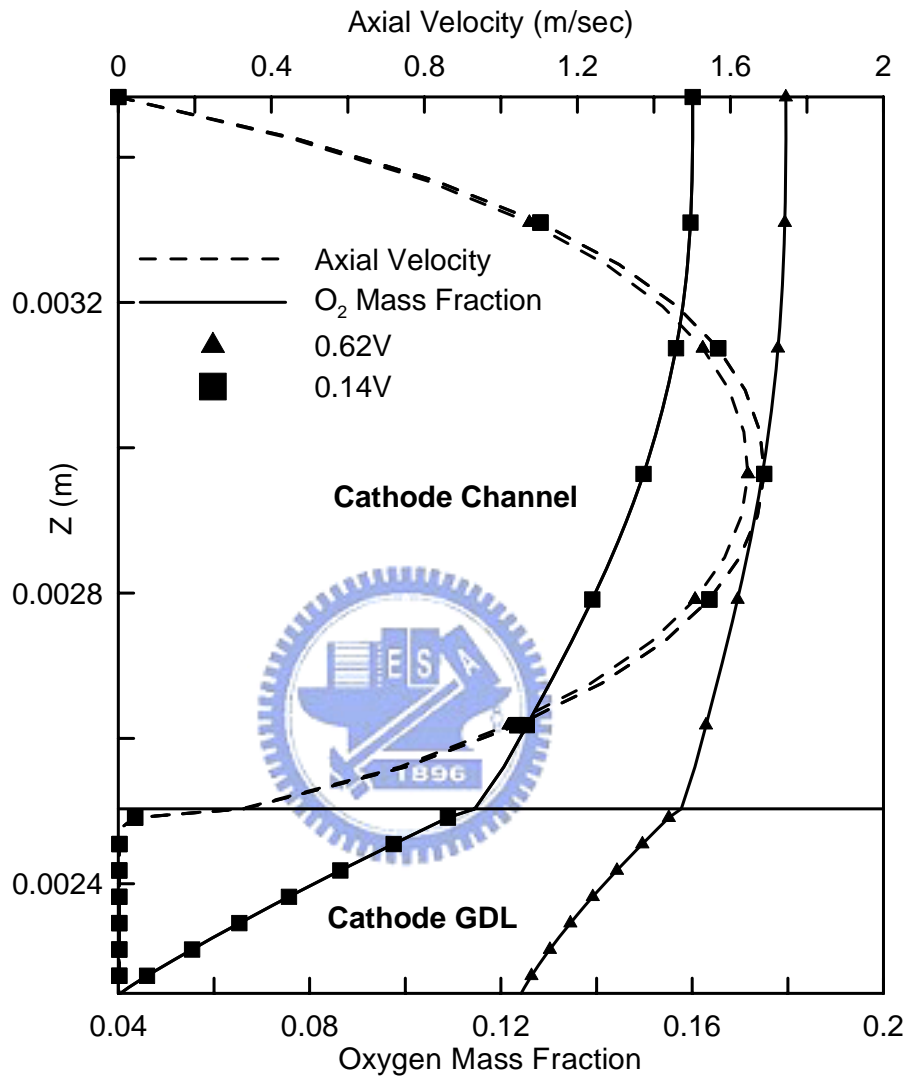 Axial Velocity (m/sec)
0 0.4 0.8 1.2 1.6 2
Axial Velocity
O₂ Mass Fraction
0.62V
0.14V
0.0032
Z (m)
Cathode Channel
0.0028
E S A
1896
0.0024
Cathode GDL
0.04 0.08 0.12 0.16 0.2
Oxygen Mass Fraction